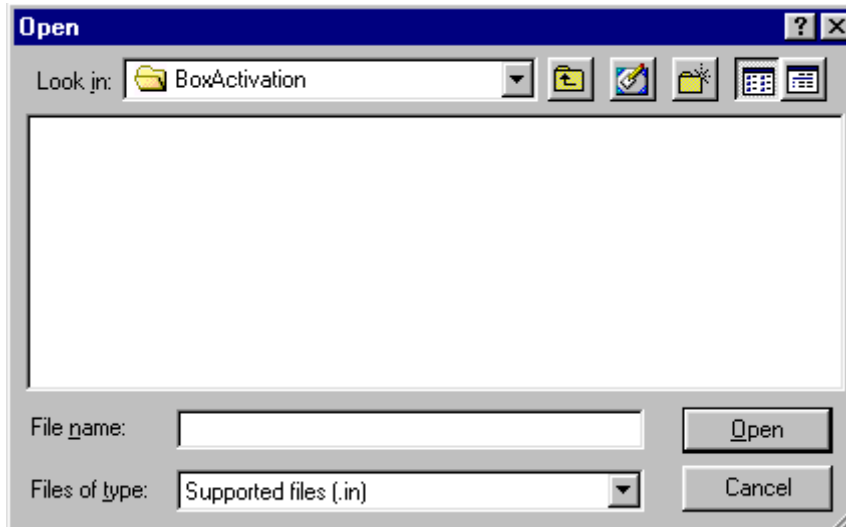 Open
Look in: BoxActivation
File name:
Open
Files of type: Supported files (.in)
Cancel